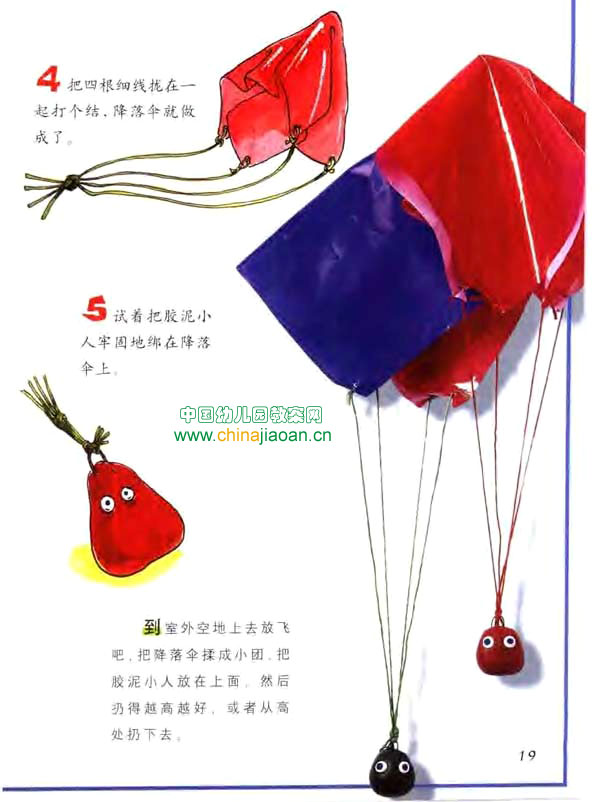 4 把四根细线拢在一
起打个结,降落伞就做
成了。
5 试着把胶泥小
人牢固地绑在降落
伞上。
中国幼儿园教案网
www.chinajiaoan.cn
到室外空地上去放飞
吧,把降落伞揉成小团,把
胶泥小人放在上面,然后
扔得越高越好,或者从高
处扔下去。
19